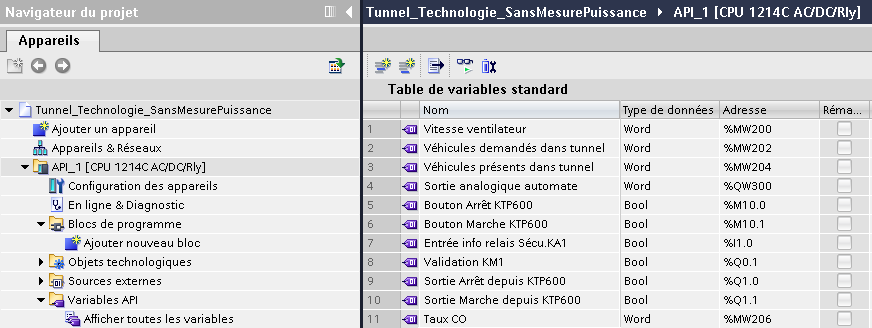 Navigateur du projet
Appareils
Tunnel_Technologie_SansMesurePuissance
Ajouter un appareil
Appareils & Réseaux
API_1 [CPU 1214C AC/DC/Rly]
Configuration des appareils
En ligne & Diagnostic
Blocs de programme
Ajouter nouveau bloc
Objets technologiques
Sources externes
Variables API
Afficher toutes les variables
Tunnel_Technologie_SansMesurePuissance API_1 [CPU 1214C AC/DC/Rly]
Table de variables standard
Nom Type de données Adresse Réma...
1 Vitesse ventilateur Word %MW200
2 Véhicules demandés dans tunnel Word %MW202
3 Véhicules présents dans tunnel Word %MW204
4 Sortie analogique automate Word %QW300
5 Bouton Arrêt KTP600 Bool %M10.0
6 Bouton Marche KTP600 Bool %M10.1
7 Entrée info relais Sécu.KA1 Bool %I1.0
8 Validation KM1 Bool %Q0.1
9 Sortie Arrêt depuis KTP600 Bool %Q1.0
10 Sortie Marche depuis KTP600 Bool %Q1.1
11 Taux CO Word %MW206